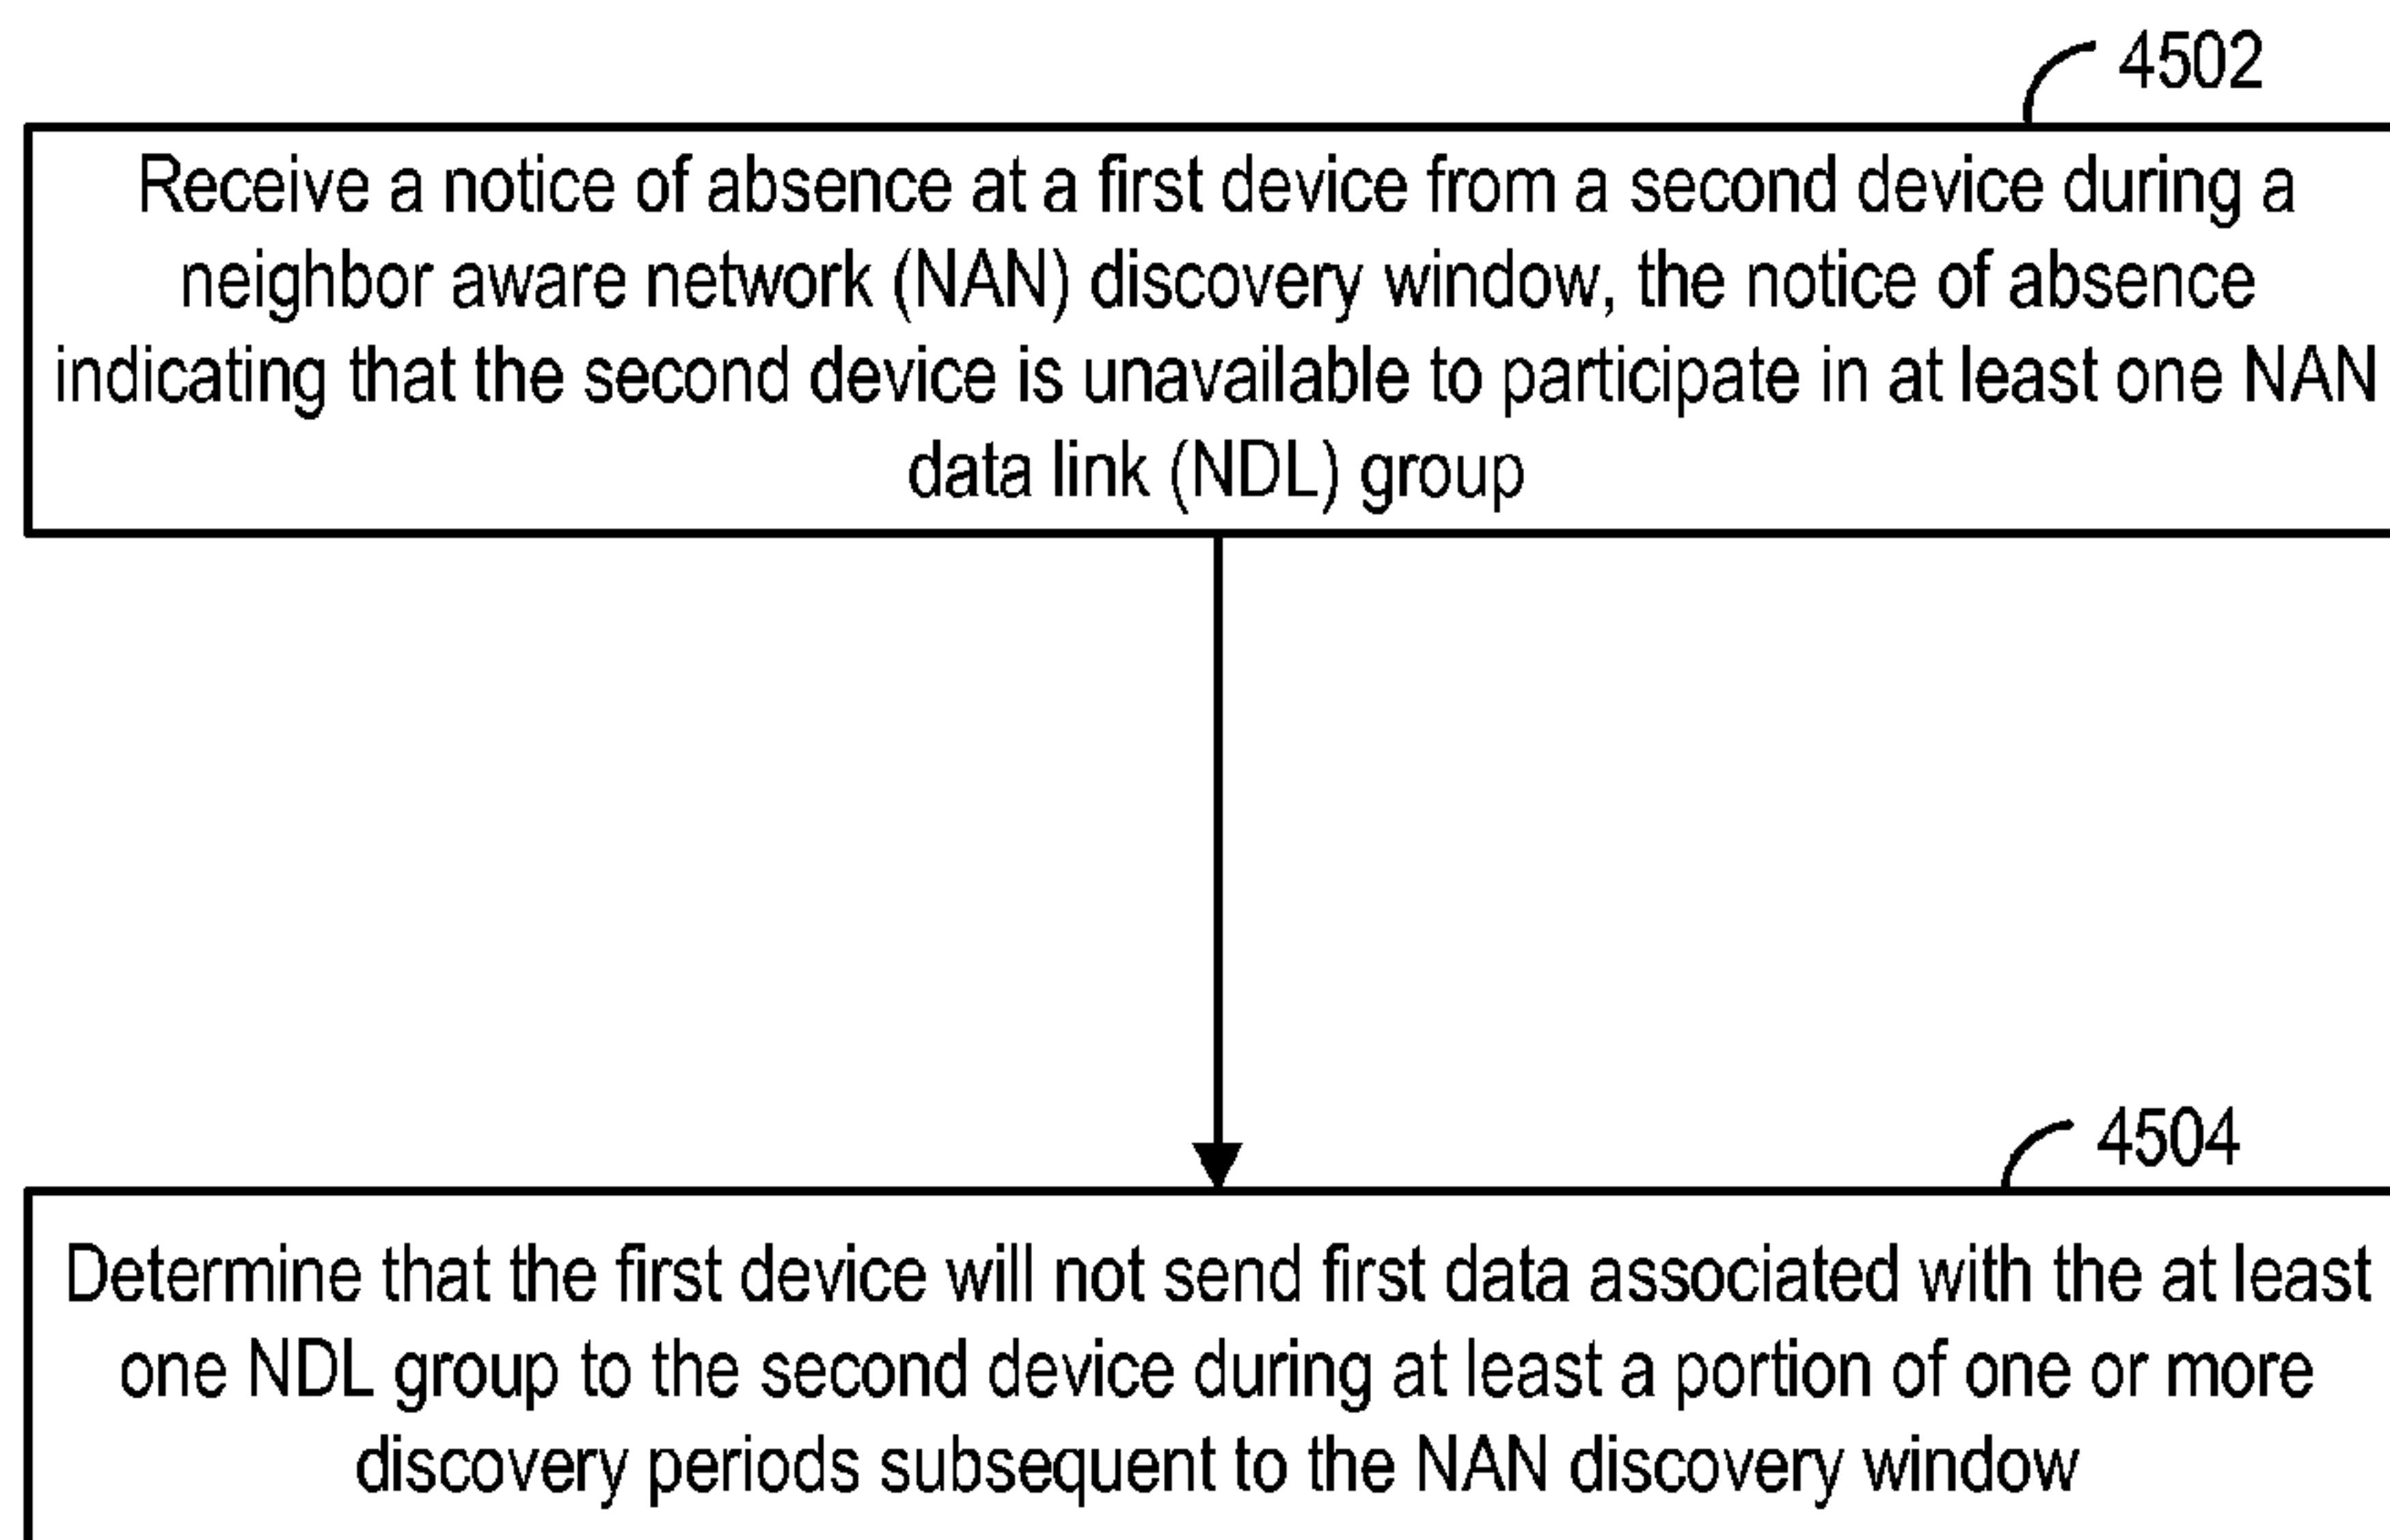 4502
Receive a notice of absence at a first device from a second device during a
neighbor aware network (NAN) discovery window, the notice of absence
indicating that the second device is unavailable to participate in at least one NAN
data link (NDL) group
4504
Determine that the first device will not send first data associated with the at least
one NDL group to the second device during at least a portion of one or more
discovery periods subsequent to the NAN discovery window